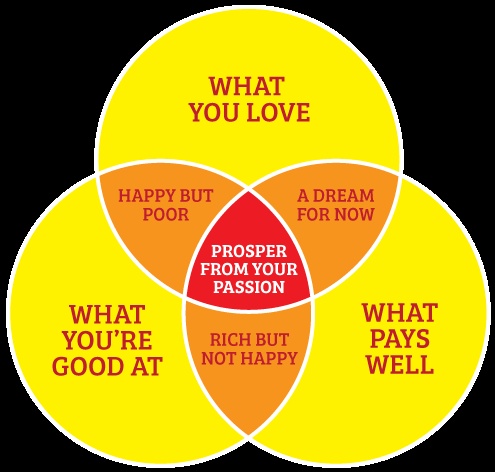 WHAT
YOU LOVE
HAPPY BUT
POOR
A DREAM
FOR NOW
PROSPER
FROM YOUR
PASSION
WHAT
YOU'RE
GOOD AT
RICH BUT
NOT HAPPY
WHAT
PAYS
WELL